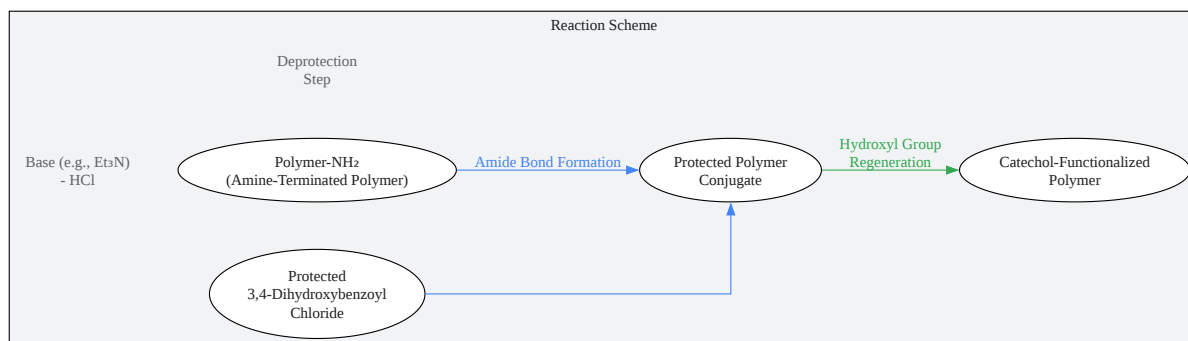 Reaction Scheme
Deprotection
Step
Base (e.g., Et₃N)
- HCl
Polymer-NH₂
(Amine-Terminated Polymer)
Amide Bond Formation
Protected Polymer
Conjugate
Hydroxyl Group
Regeneration
Catechol-Functionalized
Polymer
Protected
3,4-Dihydroxybenzoyl
Chloride